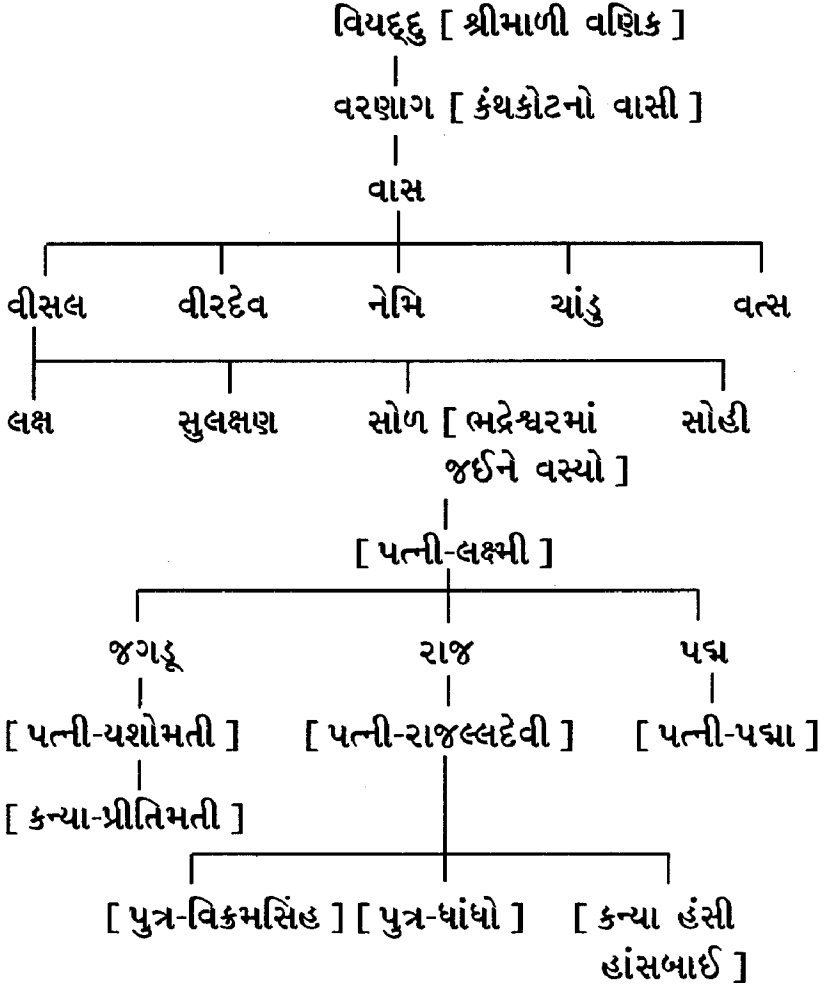 વિયદ્દુ [ શ્રીમાળી વણિક ]
વરણાગ [ કંથકોટનો વાસી ]
વાસ
વીસલ વીરદેવ નેમિ ચાંડુ વત્સ
લક્ષ સુલક્ષણ સોળ [ ભદ્રેશ્વરમાં સોહી
જઈને વસ્યો ]
[ પત્ની-લક્ષ્મી ]
જગડૂ રાજ પદ્મ
[ પત્ની-યશોમતી ] [ પત્ની-રાજલ્લદેવી ] [ પત્ની-પદ્મા ]
[ કન્યા-પ્રીતિમતી ]
[ પુત્ર-વિક્રમસિંહ ] [ પુત્ર-ધાંધો ] [ કન્યા હંસી
હાંસબાઈ ]